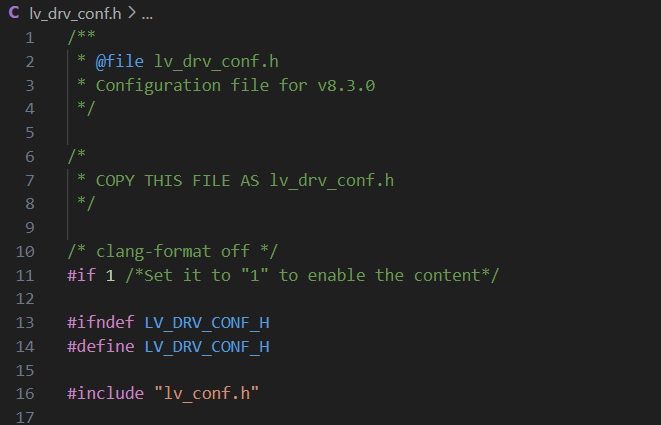 C lv_drv_conf.h > ...
1 /**
2  * @file lv_drv_conf.h
3  * Configuration file for v8.3.0
4  */
5
6 /*
7  * COPY THIS FILE AS lv_drv_conf.h
8  */
9
10 /* clang-format off */
11 #if 1 /*Set it to "1" to enable the content*/
12
13 #ifndef LV_DRV_CONF_H
14 #define LV_DRV_CONF_H
15
16 #include "lv_conf.h"
17